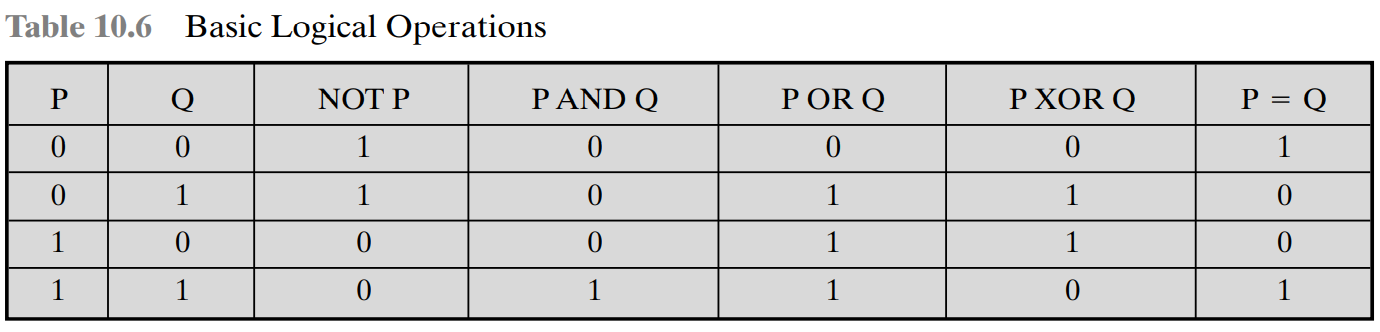 Table 10.6 Basic Logical Operations
P Q NOT P P AND Q P OR Q P XOR Q P = Q
0 0 1 0 0 0 1
0 1 1 0 1 1 0
1 0 0 0 1 1 0
1 1 0 1 1 0 1